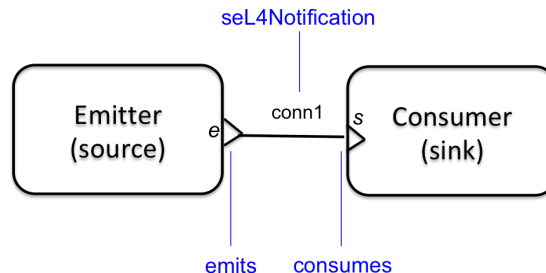 seL4Notification
Emitter
(source)
e
conn1
s
Consumer
(sink)
emits
consumes